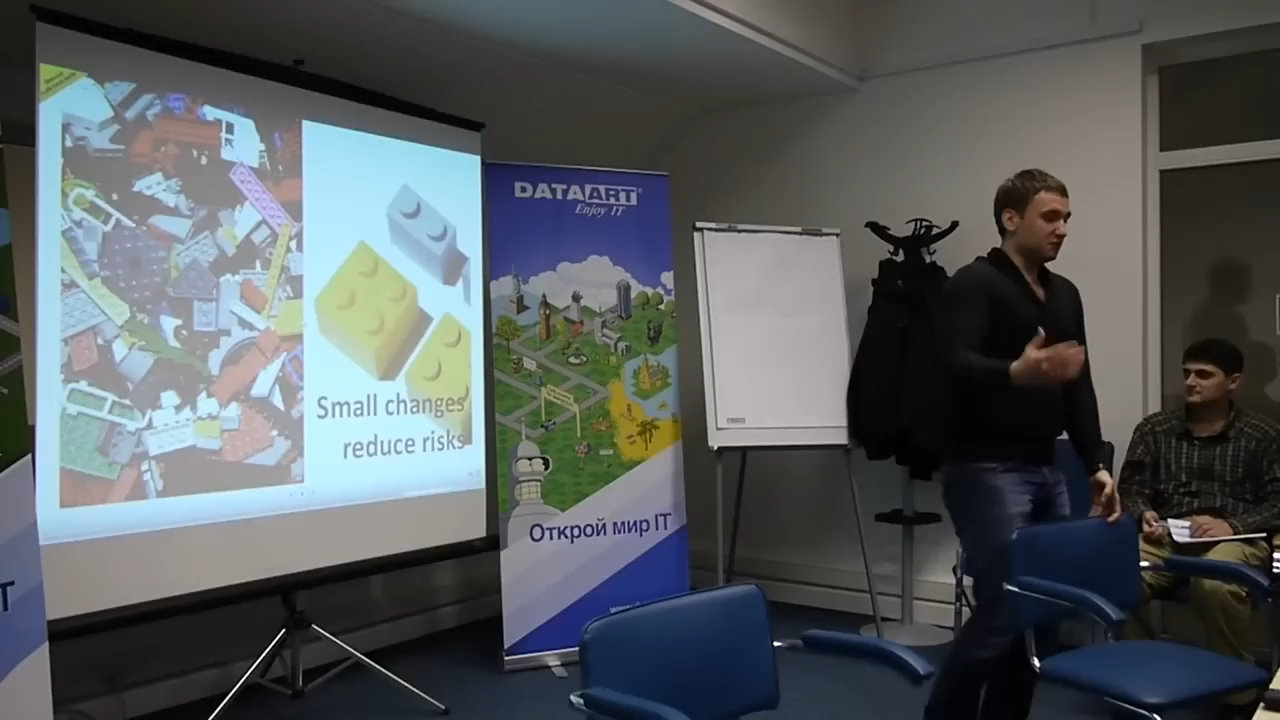 Small changes
reduce risks
DATAART
Enjoy IT
Открой мир IT
T